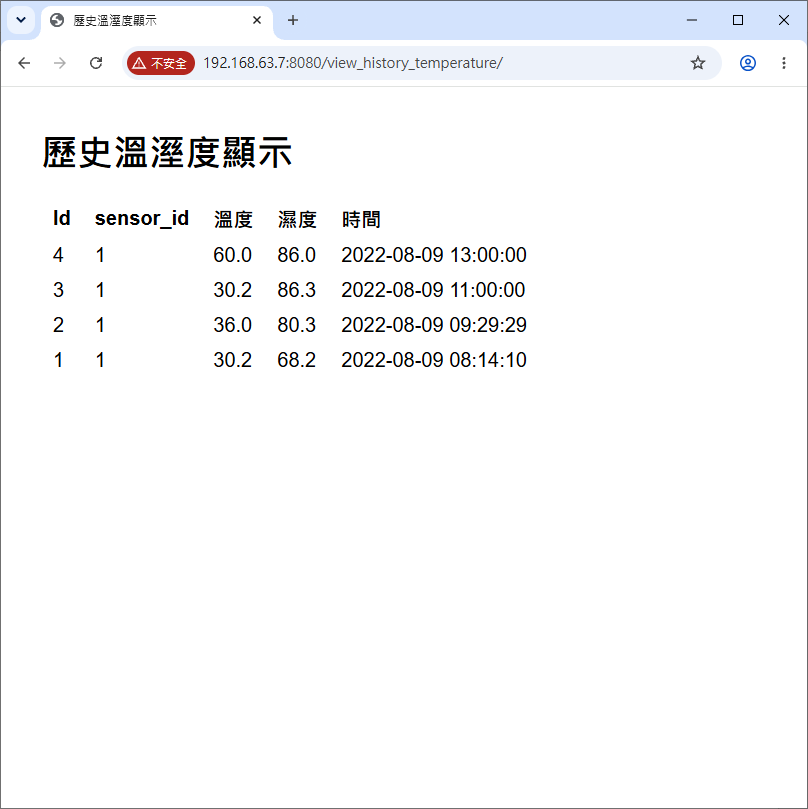 歷史溫溼度顯示
不安全 192.168.63.7:8080/view_history_temperature/
歷史溫溼度顯示
Id sensor_id 溫度 濕度 時間
4 1 60.0 86.0 2022-08-09 13:00:00
3 1 30.2 86.3 2022-08-09 11:00:00
2 1 36.0 80.3 2022-08-09 09:29:29
1 1 30.2 68.2 2022-08-09 08:14:10